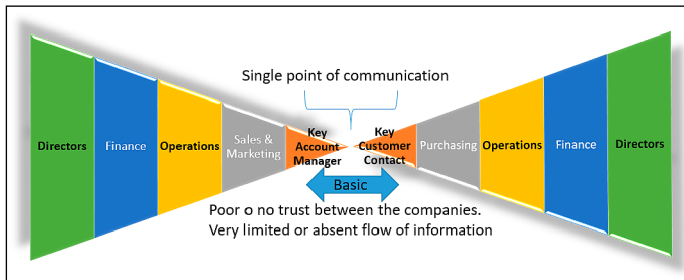 Single point of communication
Directors
Finance
Operations
Sales &
Marketing
Key
Account
Manager
Key
Customer
Contact
Purchasing
Operations
Finance
Directors
Basic
Poor o no trust between the companies.
Very limited or absent flow of information